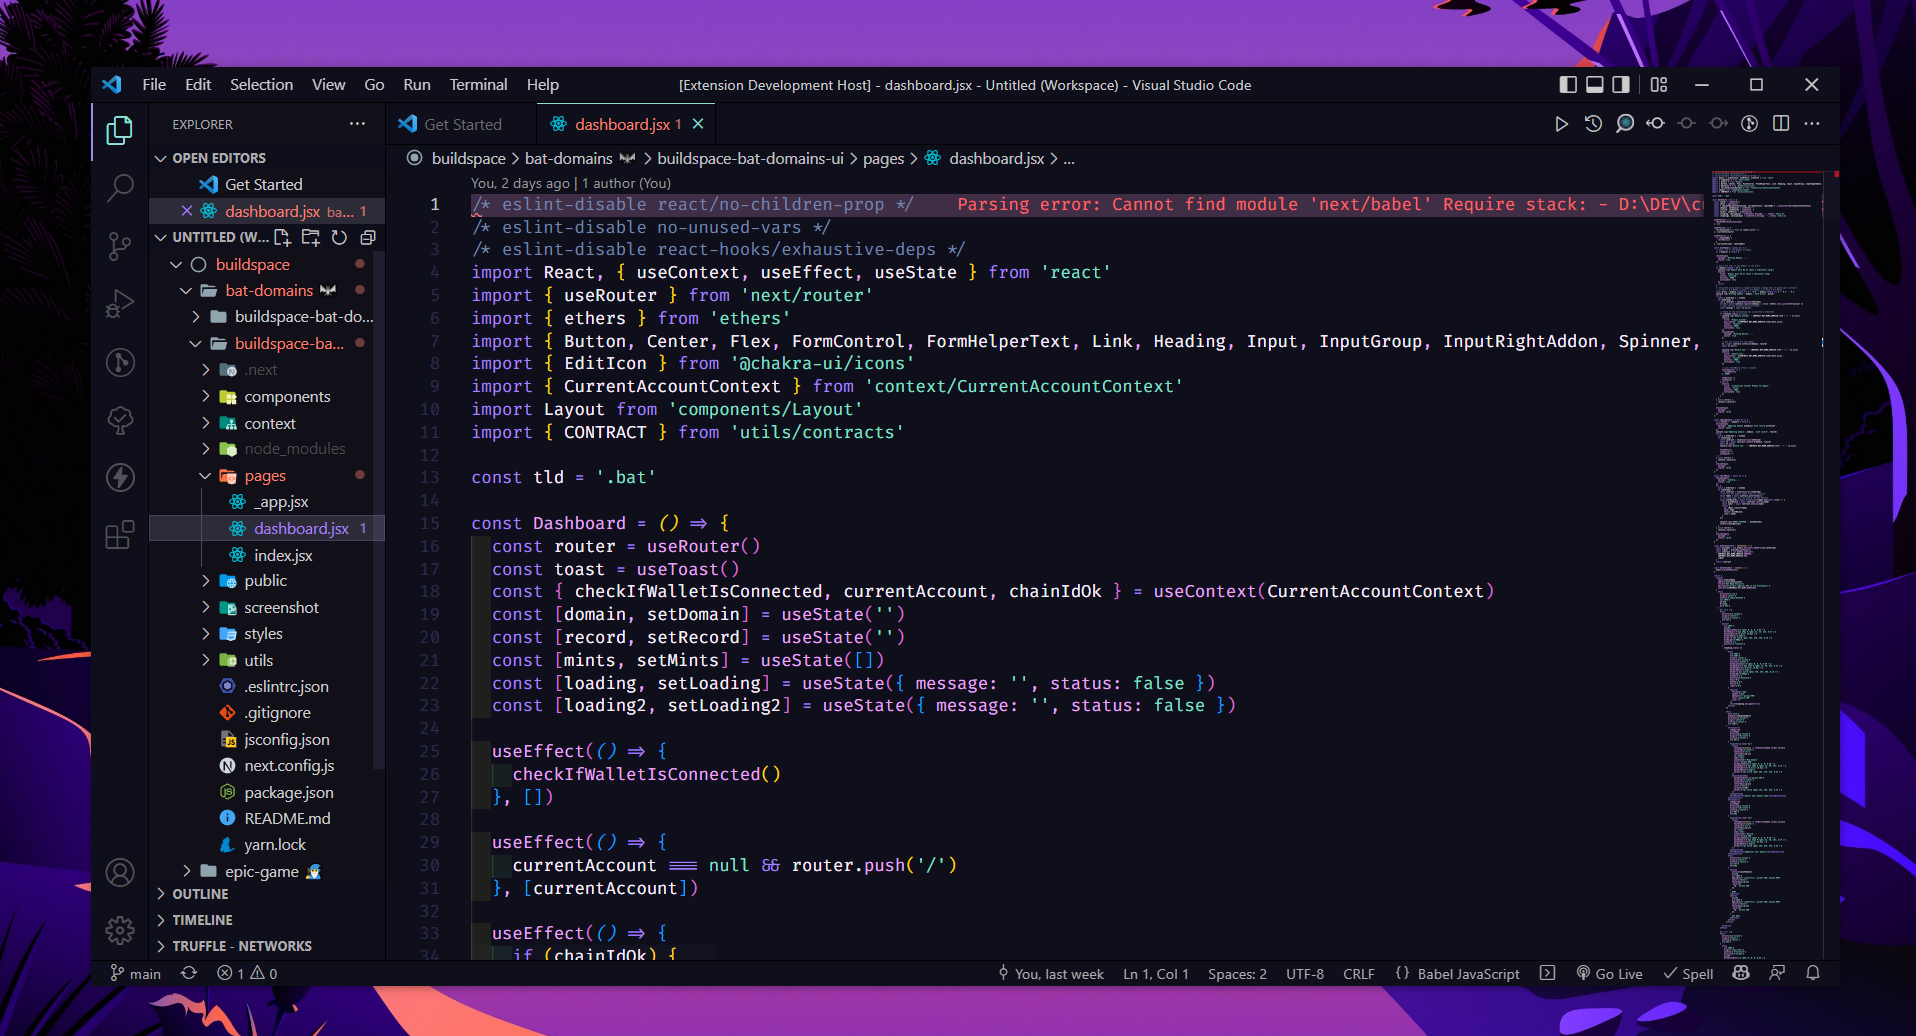 File Edit Selection View Go Run Terminal Help
[Extension Development Host] - dashboard.jsx - Untitled (Workspace) - Visual Studio Code
EXPLORER
OPEN EDITORS
Get Started
dashboard.jsx ba... 1
UNTITLED (W...
buildspace
bat-domains
buildspace-bat-do...
buildspace-ba...
.next
components
context
node_modules
pages
_app.jsx
dashboard.jsx 1
index.jsx
public
screenshot
styles
utils
.eslintrc.json
.gitignore
jsconfig.json
next.config.js
package.json
README.md
yarn.lock
epic-game
OUTLINE
TIMELINE
TRUFFLE - NETWORKS
Get Started
dashboard.jsx 1
buildspace > bat-domains > buildspace-bat-domains-ui > pages > dashboard.jsx > ...
You, 2 days ago | 1 author (You)
1 /* eslint-disable react/no-children-prop */ Parsing error: Cannot find module 'next/babel' Require stack: - D:\DEV\c
2 /* eslint-disable no-unused-vars */
3 /* eslint-disable react-hooks/exhaustive-deps */
4 import React, { useContext, useEffect, useState } from 'react'
5 import { useRouter } from 'next/router'
6 import { ethers } from 'ethers'
7 import { Button, Center, Flex, FormControl, FormHelperText, Link, Heading, Input, InputGroup, InputRightAddon, Spinner,
8 import { EditIcon } from '@chakra-ui/icons'
9 import { CurrentAccountContext } from 'context/CurrentAccountContext'
10 import Layout from 'components/Layout'
11 import { CONTRACT } from 'utils/contracts'
12
13 const tld = '.bat'
14
15 const Dashboard = () => {
16 const router = useRouter()
17 const toast = useToast()
18 const { checkIfWalletIsConnected, currentAccount, chainIdOk } = useContext(CurrentAccountContext)
19 const [domain, setDomain] = useState('')
20 const [record, setRecord] = useState('')
21 const [mints, setMints] = useState([])
22 const [loading, setLoading] = useState({ message: '', status: false })
23 const [loading2, setLoading2] = useState({ message: '', status: false })
24
25 useEffect(() => {
26 checkIfWalletIsConnected()
27 }, [])
28
29 useEffect(() => {
30 currentAccount === null && router.push('/')
31 }, [currentAccount])
32
33 useEffect(() => {
34 if (chainIdOk) {
main 1 0 You, last week Ln 1, Col 1 Spaces: 2 UTF-8 CRLF {} Babel JavaScript Go Live Spell